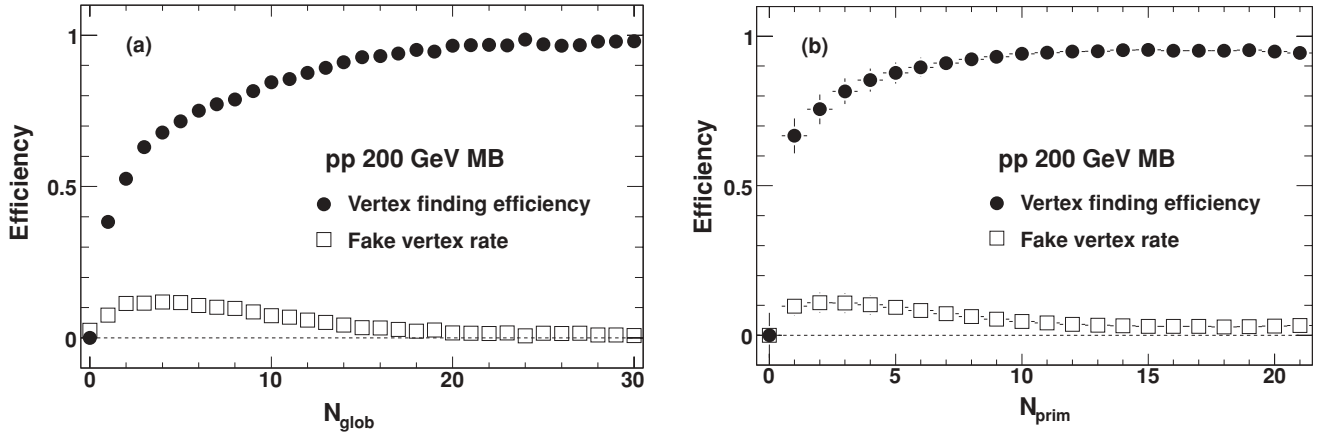 (a)
Efficiency
1
0.5
0
pp 200 GeV MB
Vertex finding efficiency
Fake vertex rate
0 10 20 30
N_glob
(b)
Efficiency
1
0.5
0
pp 200 GeV MB
Vertex finding efficiency
Fake vertex rate
0 5 10 15 20
N_prim